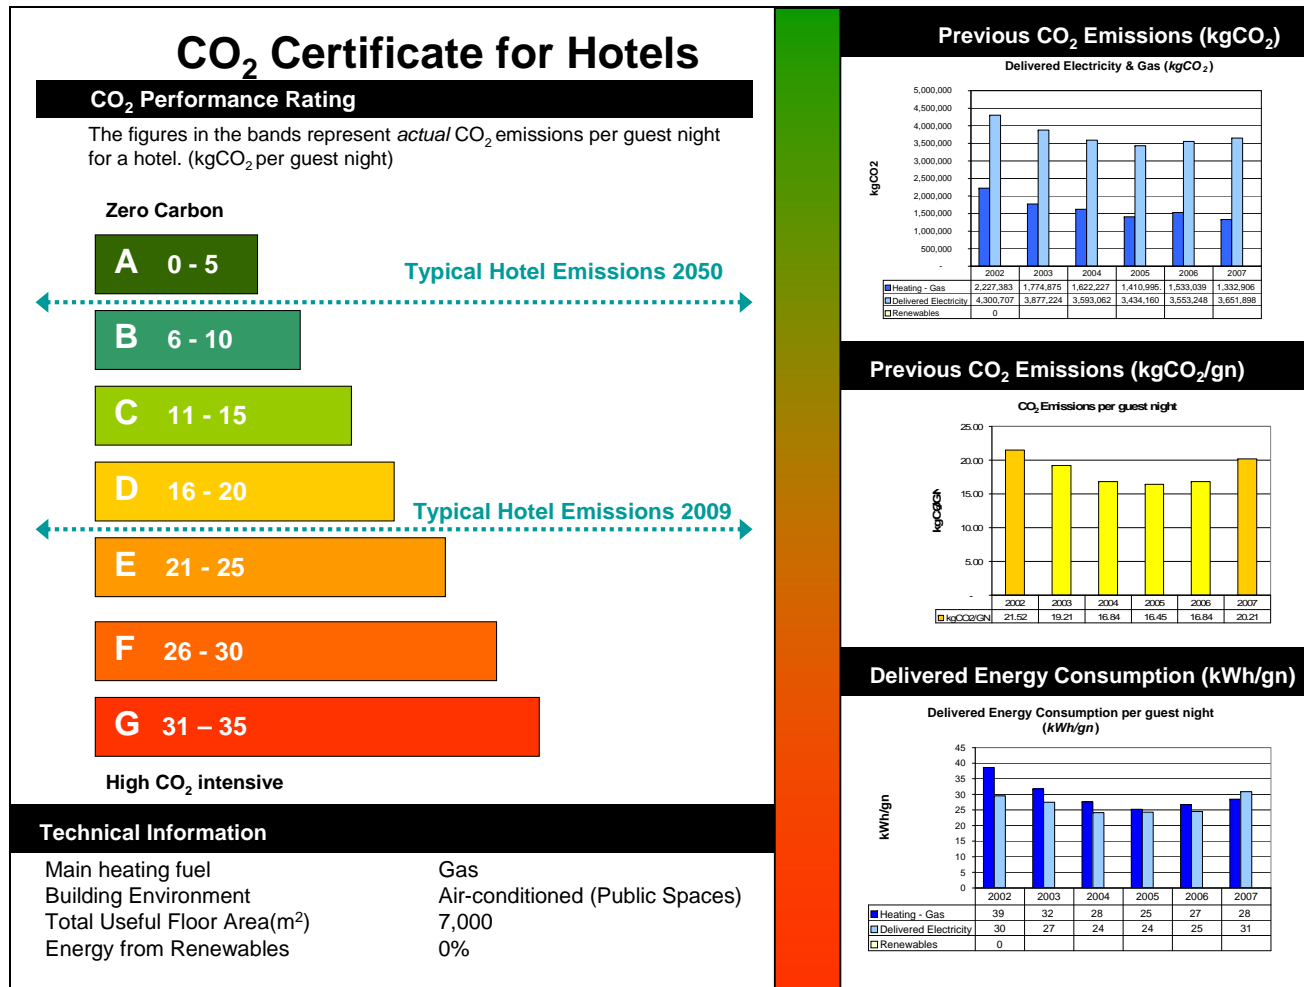 CO2 Certificate for Hotels
CO2 Performance Rating
The figures in the bands represent actual CO2 emissions per guest night
for a hotel. (kgCO2 per guest night)
Zero Carbon
A 0 - 5
Typical Hotel Emissions 2050
B 6 - 10
C 11 - 15
D 16 - 20
Typical Hotel Emissions 2009
E 21 - 25
F 26 - 30
G 31 – 35
High CO2 intensive
Technical Information
Main heating fuel Gas
Building Environment Air-conditioned (Public Spaces)
Total Useful Floor Area(m2) 7,000
Energy from Renewables 0%
Previous CO2 Emissions (kgCO2)
Delivered Electricity & Gas (kgCO2)
kgCO2
5,000,000
4,500,000
4,000,000
3,500,000
3,000,000
2,500,000
2,000,000
1,500,000
1,000,000
500,000
-
2002 2003 2004 2005 2006 2007
Heating - Gas 2,227,383 1,774,875 1,622,227 1,410,995. 1,533,039 1,332,906
Delivered Electricity 4,300,707 3,877,224 3,593,062 3,434,160 3,553,248 3,651,898
Renewables 0
Previous CO2 Emissions (kgCO2/gn)
CO2 Emissions per guest night
kgCO2/GN
25.00
20.00
15.00
10.00
5.00
-
2002 2003 2004 2005 2006 2007
kgCO2/GN 21.52 19.21 16.84 16.45 16.84 20.21
Delivered Energy Consumption (kWh/gn)
Delivered Energy Consumption per guest night
(kWh/gn)
kWh/gn
45
40
35
30
25
20
15
10
5
0
2002 2003 2004 2005 2006 2007
Heating - Gas 39 32 28 25 27 28
Delivered Electricity 30 27 24 24 25 31
Renewables 0